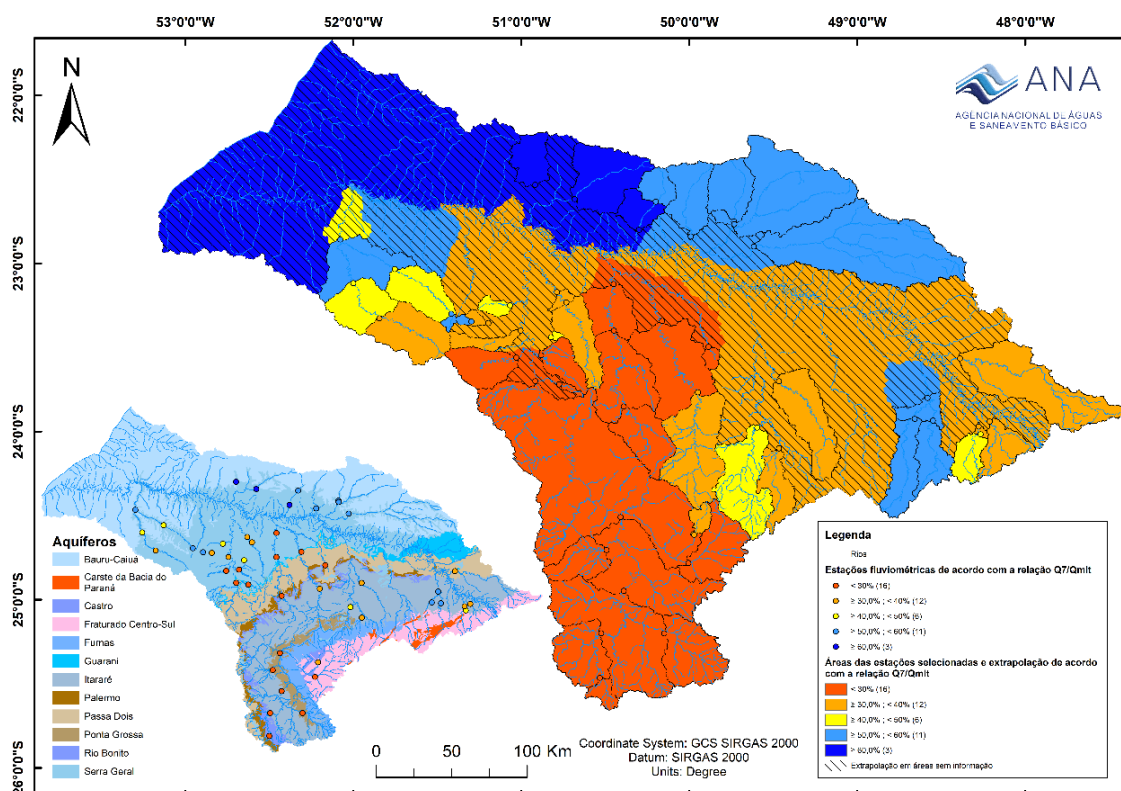 53°0'0"W
52°0'0"W
51°0'0"W
50°0'0"W
49°0'0"W
48°0'0"W
22°0'0"S
23°0'0"S
24°0'0"S
25°0'0"S
26°0'0"S
N
ANA
AGÊNCIA NACIONAL DE ÁGUAS
E SANEAMENTO BÁSICO
Aquíferos
Bauru-Caiuá
Carste da Bacia do
Paraná
Castro
Fraturado Centro-Sul
Furnas
Guarani
Itararé
Palermo
Passa Dois
Ponta Grossa
Rio Bonito
Serra Geral
0 50 100 Km
Coordinate System: GCS SIRGAS 2000
Datum: SIRGAS 2000
Units: Degree
Legenda
Rios
Estações fluviométricas de acordo com a relação Q7/Qmlt
< 30% (16)
≥ 30,0% ; < 40% (12)
≥ 40,0% ; < 50% (6)
≥ 50,0% ; < 60% (11)
≥ 60,0% (3)
Áreas das estações selecionadas e extrapolação de acordo
com a relação Q7/Qmlt
< 30% (16)
≥ 30,0% ; < 40% (12)
≥ 40,0% ; < 50% (6)
≥ 50,0% ; < 60% (11)
≥ 60,0% (3)
Extrapolação em áreas sem informação